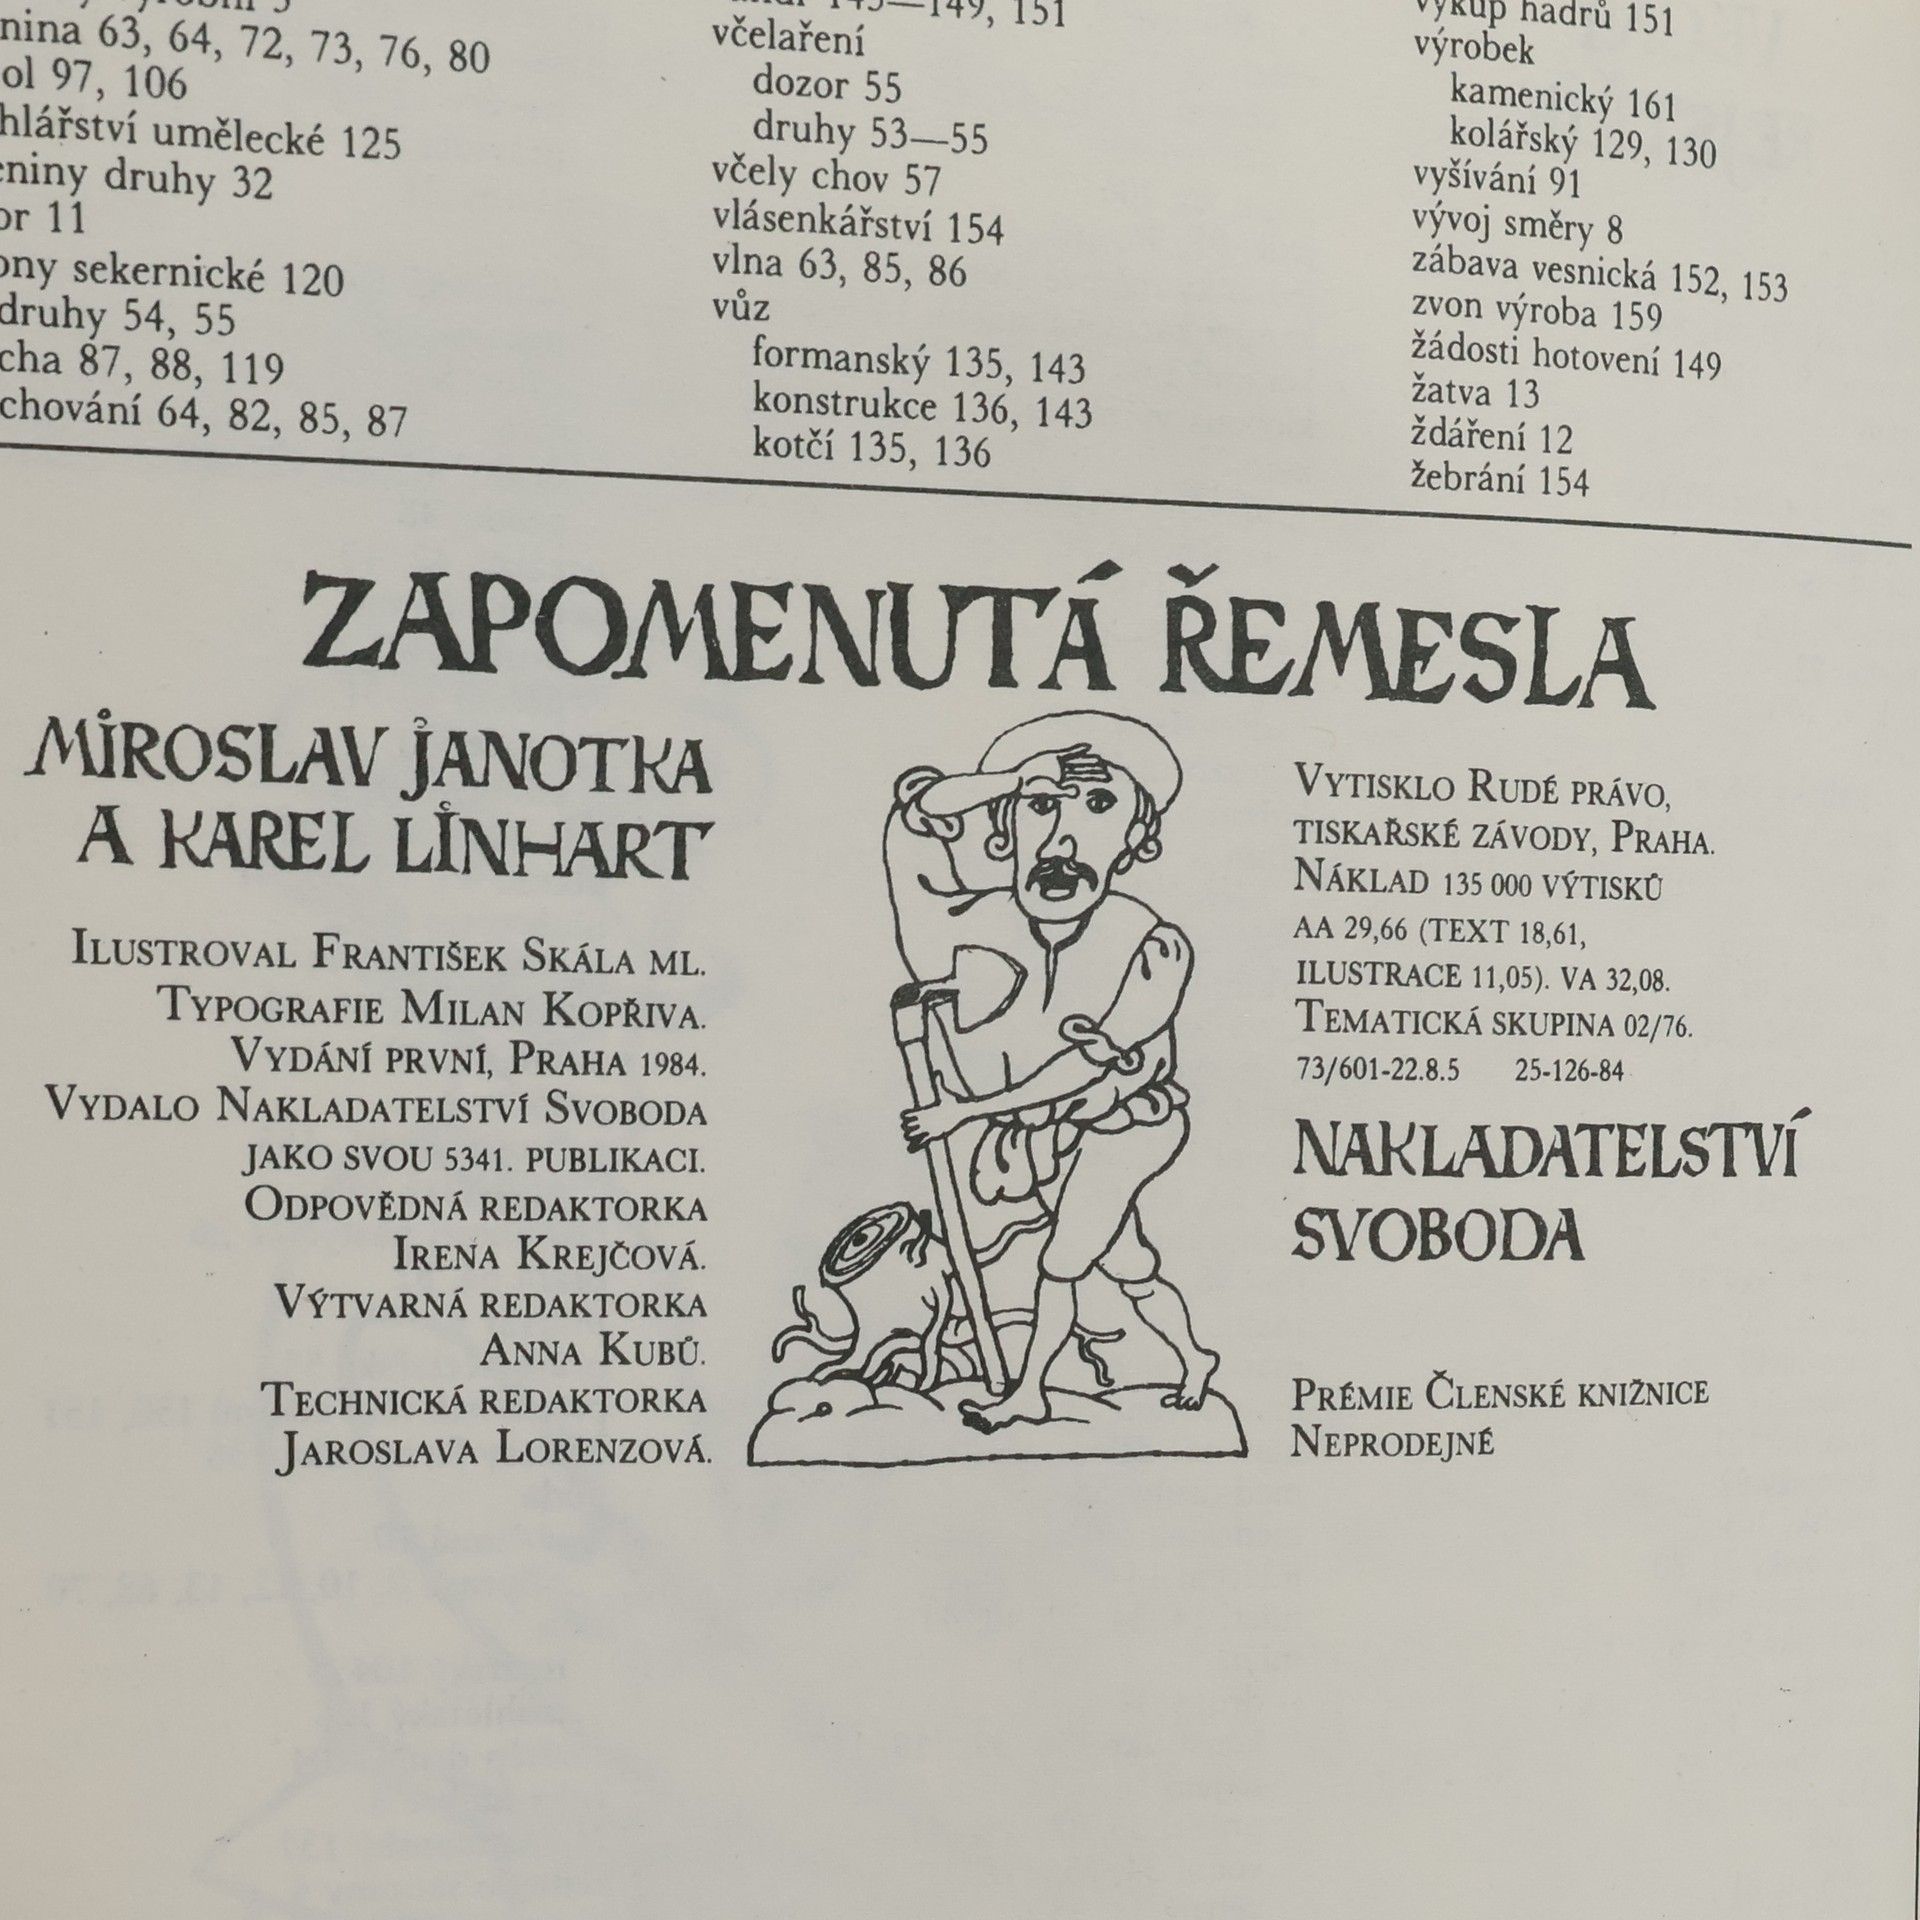 63, 64, 72, 73, 76, 80
97, 106
umělecké 125
druhy 32
11
sekernické 120
druhy 54, 55
87, 88, 119
64, 82, 85, 87
149, 151
včelaření
dozor 55
druhy 53—55
včely chov 57
vlásenkářství 154
vlna 63, 85, 86
vůz
formanský 135, 143
konstrukce 136, 143
kotčí 135, 136
výkup hadrů 151
výrobek
kamenický 161
kolářský 129, 130
vyšívání 91
vývoj směry 8
zábava vesnická 152, 153
zvon výroba 159
žádosti hotovení 149
žatva 13
ždáření 12
žebrání 154
ZAPOMENUTÁ ŘEMESLA
MIROSLAV JANOTKA
A KAREL LINHART
ILUSTROVAL FRANTIŠEK SKÁLA ML.
TYPOGRAFIE MILAN KOPŘIVA.
VYDÁNÍ PRVNÍ, PRAHA 1984.
VYDALO NAKLADATELSTVÍ SVOBODA
JAKO SVOU 5341. PUBLIKACI.
ODPOVĚDNÁ REDAKTORKA
IRENA KREJČOVÁ.
VÝTVARNÁ REDAKTORKA
ANNA KUBŮ.
TECHNICKÁ REDAKTORKA
JAROSLAVA LORENZOVÁ.
VYTISKLO RUDÉ PRÁVO,
TISKAŘSKÉ ZÁVODY, PRAHA.
NÁKLAD 135 000 VÝTISKŮ
AA 29,66 (TEXT 18,61,
ILUSTRACE 11,05). VA 32,08.
TEMATICKÁ SKUPINA 02/76.
73/601-22.8.5 25-126-84
NAKLADATELSTVÍ
SVOBODA
PRÉMIE ČLENSKÉ KNIŽNICE
NEPRODEJNÉ